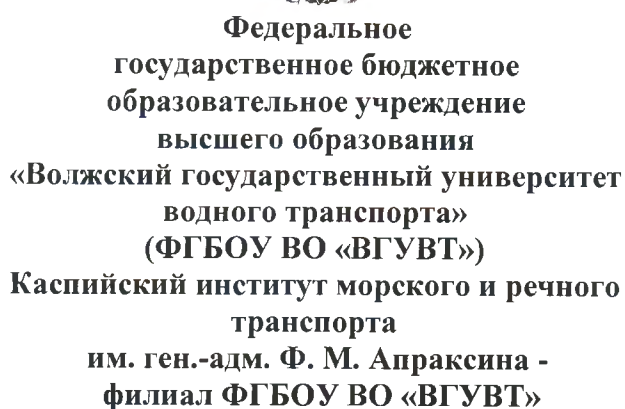 Федеральное
государственное бюджетное
образовательное учреждение
высшего образования
«Волжский государственный университет
водного транспорта»
(ФГБОУ ВО «ВГУВТ»)
Каспийский институт морского и речного
транспорта
им. ген.-адм. Ф. М. Апраксина -
филиал ФГБОУ ВО «ВГУВТ»